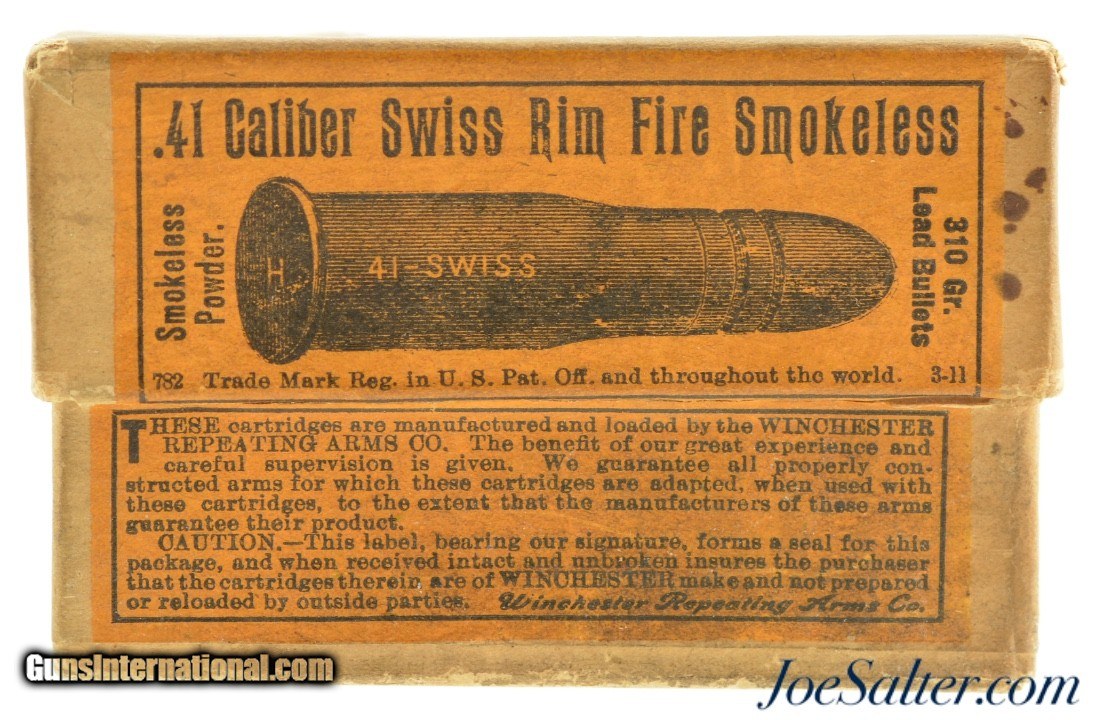 .41 Caliber Swiss Rim Fire Smokeless
Smokeless
Powder.
H
41-SWISS
310 Gr.
Lead Bullets
782 Trade Mark Reg. in U. S. Pat. Off. and throughout the world. 3-11
THESE cartridges are manufactured and loaded by the WINCHESTER
REPEATING ARMS CO. The benefit of our great experience and
careful supervision is given. We guarantee all properly con-
structed arms for which these cartridges are adapted, when used with
these cartridges, to the extent that the manufacturers of these arms
guarantee their product.
CAUTION.—This label, bearing our signature, forms a seal for this
package, and when received intact and unbroken insures the purchaser
that the cartridges therein, are of WINCHESTER make and not prepared
or reloaded by outside parties. Winchester Repeating Arms Co.
GunsInternational.com
JoeSalter.com